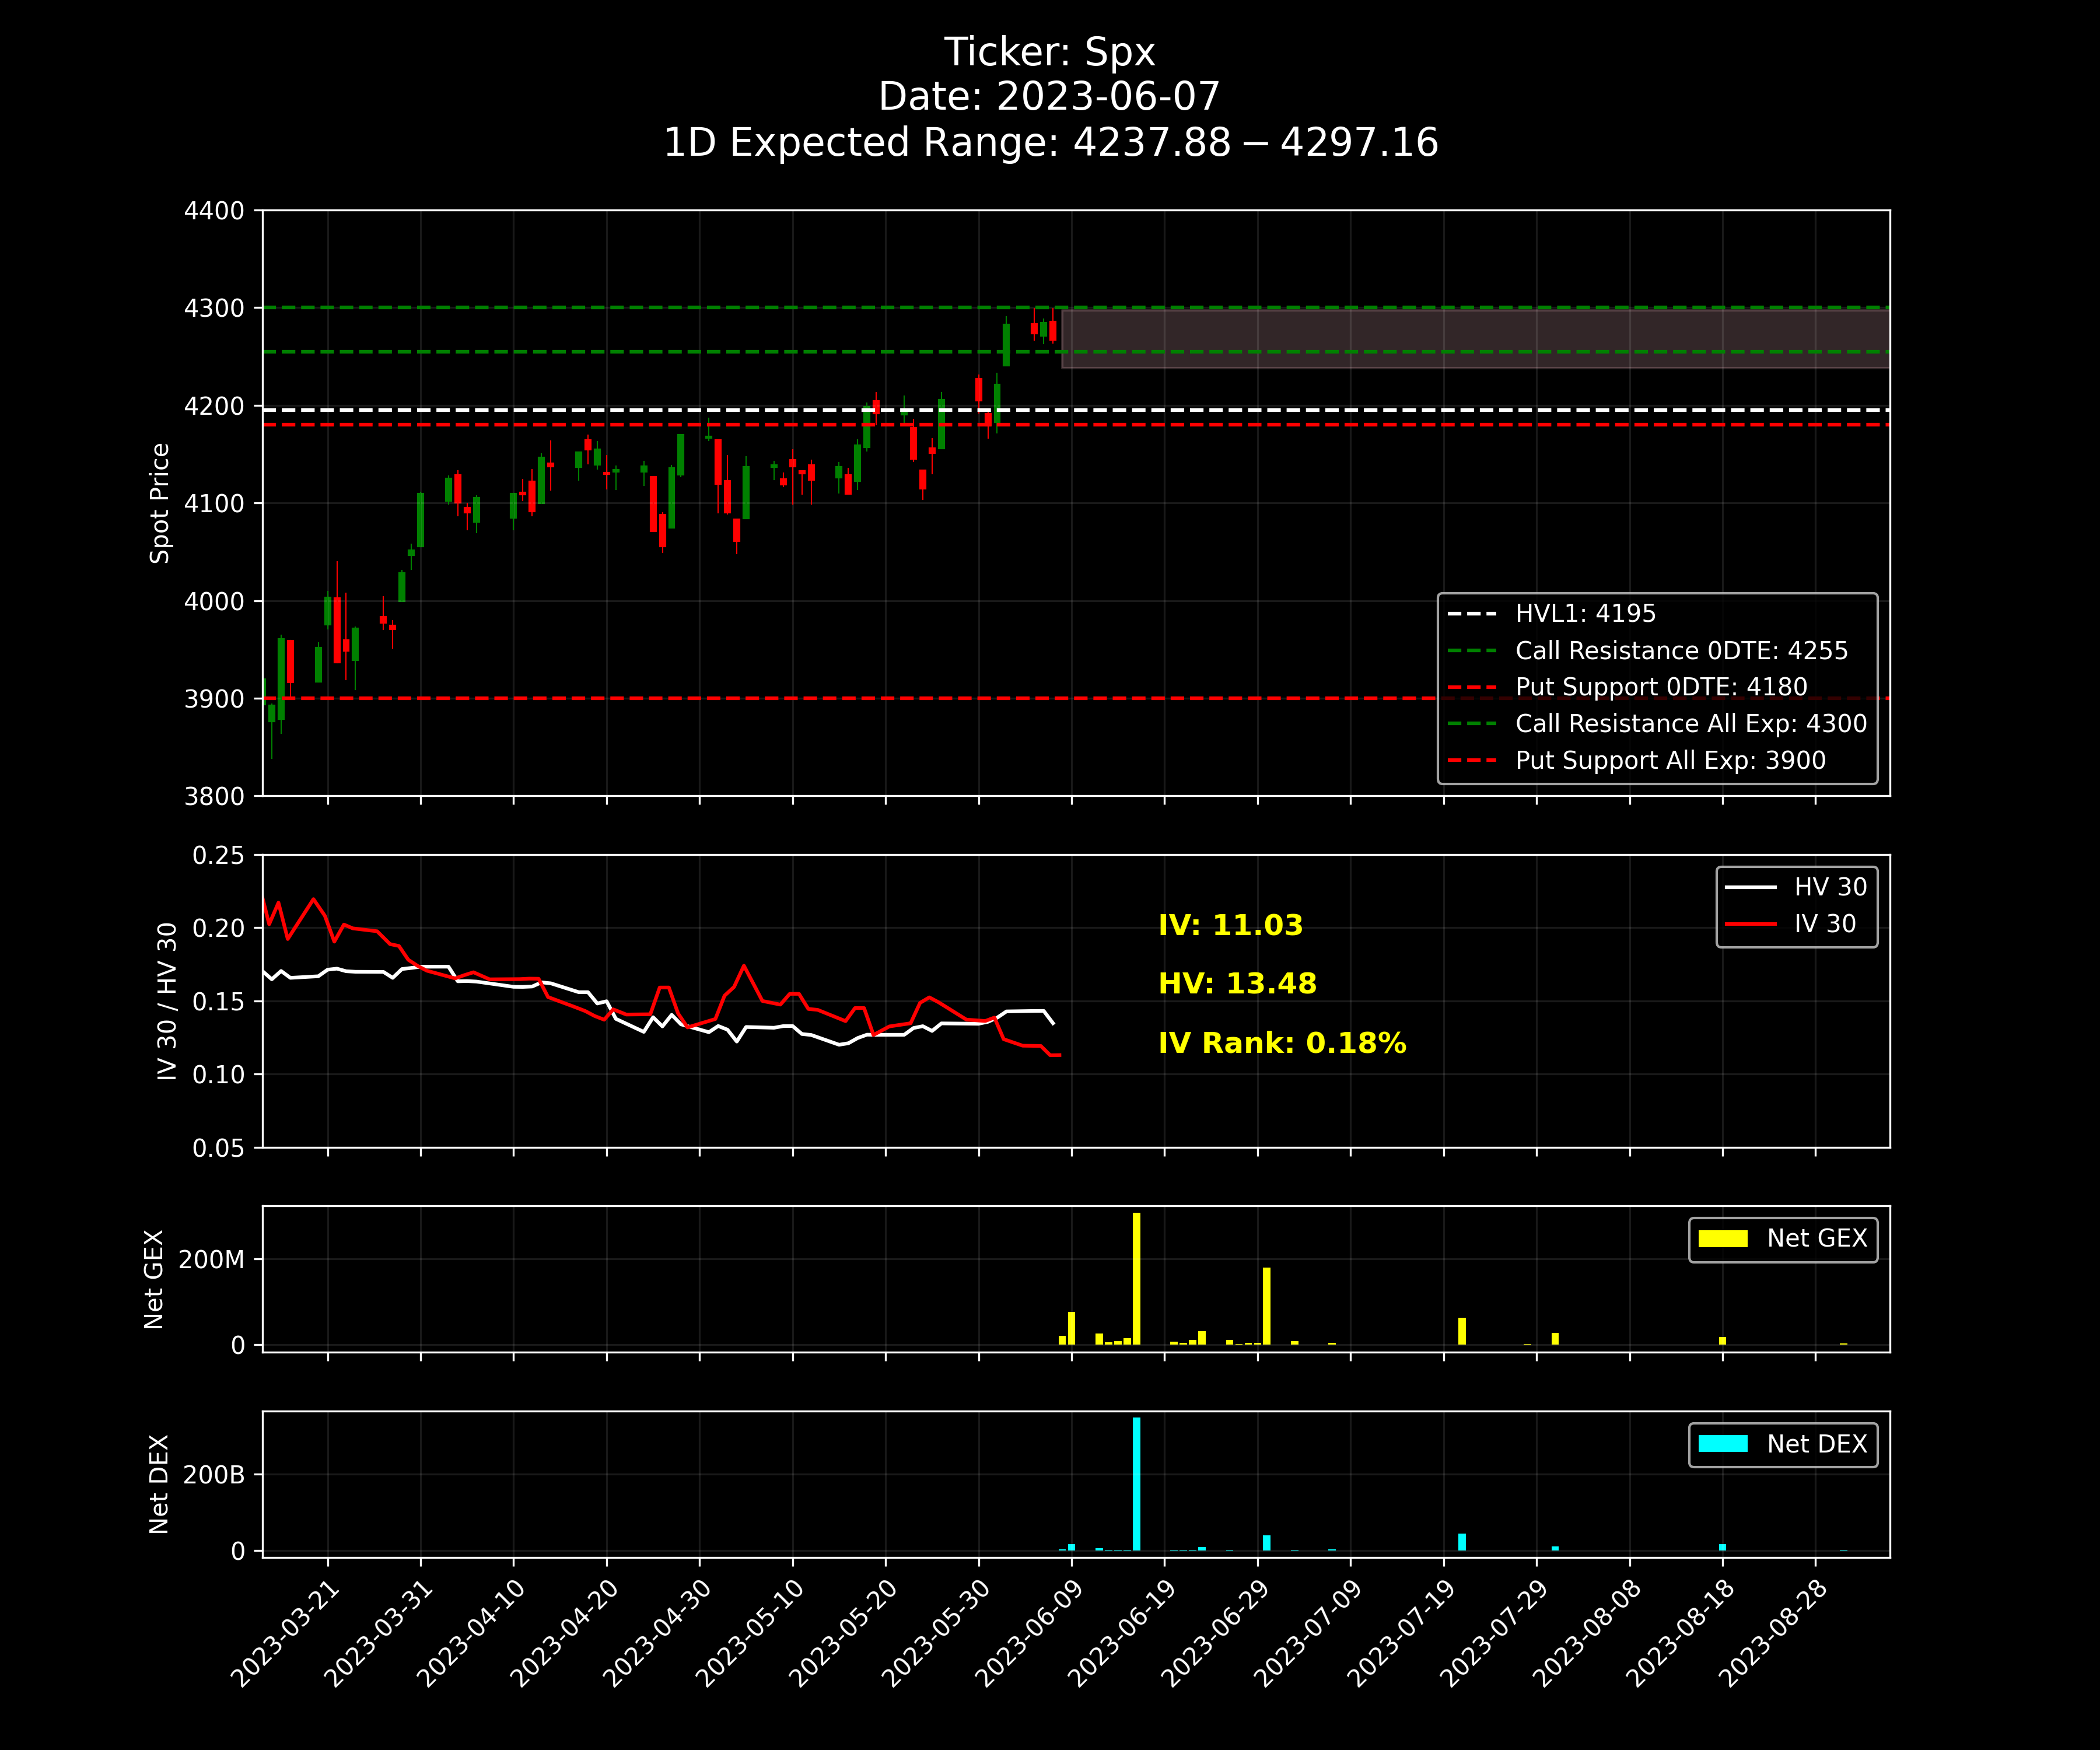 Ticker: Spx
Date: 2023-06-07
1D Expected Range: 4237.88 − 4297.16
Spot Price
4400
4300
4200
4100
4000
3900
3800
HVL1: 4195
Call Resistance 0DTE: 4255
Put Support 0DTE: 4180
Call Resistance All Exp: 4300
Put Support All Exp: 3900
IV 30 / HV 30
0.25
0.20
0.15
0.10
0.05
IV: 11.03
HV: 13.48
IV Rank: 0.18%
HV 30
IV 30
Net GEX
200M
0
Net GEX
Net DEX
200B
0
Net DEX
2023-03-21
2023-03-31
2023-04-10
2023-04-20
2023-04-30
2023-05-10
2023-05-20
2023-05-30
2023-06-09
2023-06-19
2023-06-29
2023-07-09
2023-07-19
2023-07-29
2023-08-08
2023-08-18
2023-08-28